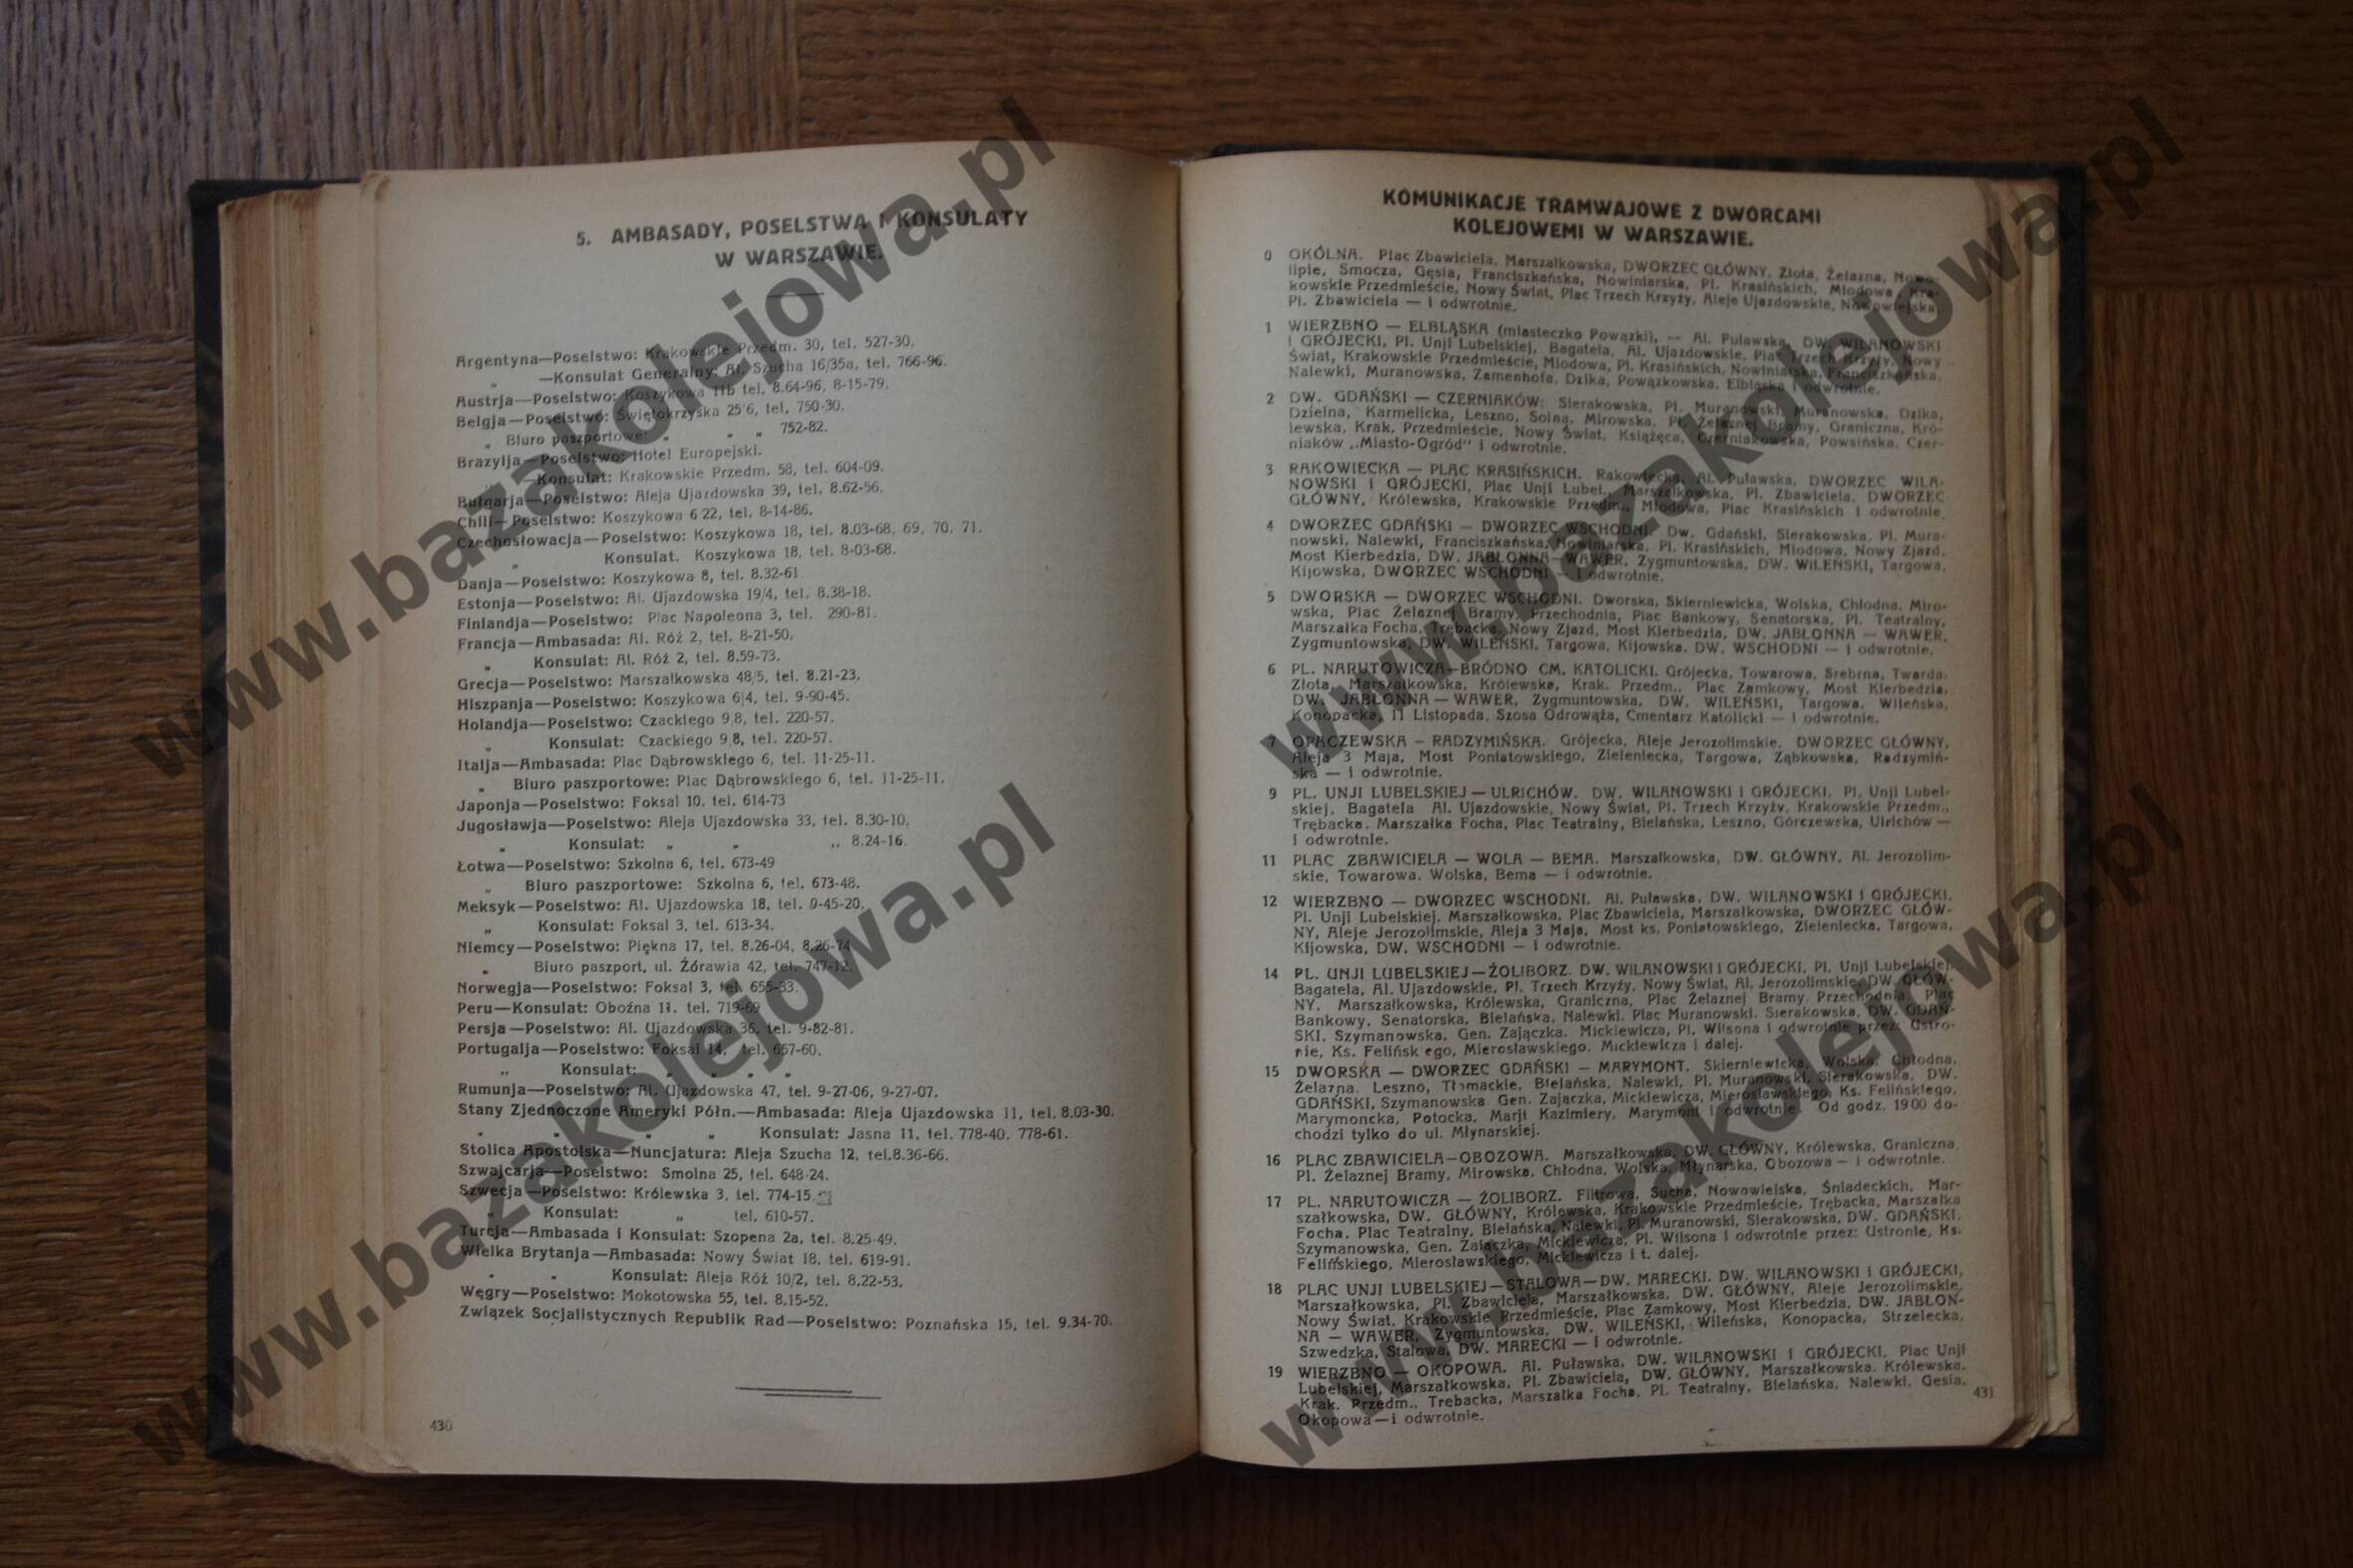 5. AMBASADY, POSELSTWA I KONSULATY
W WARSZAWIE.
Argentyna—Poselstwo: Krakowskie Przedm. 30, tel. 527-30.
„ —Konsulat Generalny: Al. Szucha 16/35a, tel. 766-96.
Austrja—Poselstwo: Koszykowa 11b tel. 8.64-96, 8-15-79.
Belgja—Poselstwo: Świętokrzyska 25 6, tel. 750-30.
„ Biuro paszportowe: „ „ „ 752-82.
Brazylja—Poselstwo: Hotel Europejski.
„ —Konsulat: Krakowskie Przedm. 58, tel. 604-09.
Bułgarja—Poselstwo: Aleja Ujazdowska 39, tel. 8.62-56.
Chili—Poselstwo: Koszykowa 6 22, tel. 8-14-86.
Czechosłowacja—Poselstwo: Koszykowa 18, tel. 8.03-68, 69, 70, 71.
„ Konsulat. Koszykowa 18, tel. 8-03-68.
Danja—Poselstwo: Koszykowa 8, tel. 8.32-61
Estonja—Poselstwo: Al. Ujazdowska 19/4, tel. 8.38-18.
Finlandja—Poselstwo: Plac Napoleona 3, tel. 290-81.
Francja—Ambasada: Al. Róż 2, tel. 8-21-50.
„ Konsulat: Al. Róż 2, tel. 8.59-73.
Grecja—Poselstwo: Marszalkowska 48/5, tel. 8.21-23.
Hiszpanja—Poselstwo: Koszykowa 6/4, tel. 9-90-45.
Holandja—Poselstwo: Czackiego 9,8, tel. 220-57.
„ Konsulat: Czackiego 9,8, tel. 220-57.
Italja—Ambasada: Plac Dąbrowskiego 6, tel. 11-25-11.
„ Biuro paszportowe: Plac Dąbrowskiego 6, tel. 11-25-11.
Japonja—Poselstwo: Foksal 10. tel. 614-73
Jugosławja—Poselstwo: Aleja Ujazdowska 33, tel. 8.30-10.
„ Konsulat: „ „ „ 8.24-16.
Łotwa—Poselstwo: Szkolna 6, tel. 673-49
„ Biuro paszportowe: Szkolna 6, tel. 673-48.
Meksyk—Poselstwo: Al. Ujazdowska 18, tel. 9-45-20.
„ Konsulat: Foksal 3, tel. 613-34.
Niemcy—Poselstwo: Piękna 17, tel. 8.26-04, 8.26-74
„ Biuro paszport. ul. Żórawia 42, tel. 747-12.
Norwegja—Poselstwo: Foksal 3, tel. 655-33.
Peru—Konsulat: Oboźna 11. tel. 719-69
Persja—Poselstwo: Al. Ujazdowska 36, tel. 9-82-81.
Portugalja—Poselstwo: Foksal 14, tel. 657-60.
„ Konsulat: „ „ „ „
Rumunja—Poselstwo: Al. Ujazdowska 47, tel. 9-27-06, 9-27-07.
Stany Zjednoczone Ameryki Półn.—Ambasada: Aleja Ujazdowska 11, tel. 8.03-30.
„ „ „ „ Konsulat: Jasna 11. tel. 778-40, 778-61.
Stolica Apostolska—Nuncjatura: Aleja Szucha 12, tel.8.36-66.
Szwajcarja—Poselstwo: Smolna 25, tel. 648-24.
Szwecja—Poselstwo: Królewska 3, tel. 774-15.
„ Konsulat: „ tel. 610-57.
Turcja—Ambasada i Konsulat: Szopena 2a, tel. 8.25-49.
Wielka Brytanja—Ambasada: Nowy Świat 18. tel. 619-91.
„ „ Konsulat: Aleja Róż 10/2, tel. 8.22-53.
Węgry—Poselstwo: Mokotowska 55, tel. 8.15-52.
Związek Socjalistycznych Republik Rad—Poselstwo: Poznańska 15, tel. 9.34-70.
430
KOMUNIKACJE TRAMWAJOWE Z DWORCAMI
KOLEJOWEMI W WARSZAWIE.
0 OKÓLNA. Plac Zbawiciela, Marszałkowska, DWORZEC GŁÓWNY, Złota, Żelazna, Nowo-
lipie, Smocza, Gęsia, Franciszkańska, Nowiniarska, Pl. Krasińskich, Miodowa, Kra-
kowskie Przedmieście, Nowy Świat, Plac Trzech Krzyży, Aleje Ujazdowskie, Nowowiejska
Pl. Zbawiciela — i odwrotnie.
1 WIERZBNO — ELBLĄSKA (miasteczko Powązki), — Al. Puławska, DW. WILANOWSKI
I GRÓJECKI, Pl. Unji Lubelskiej, Bagatela, Al. Ujazdowskie, Plac Trzech Krzyży, Nowy
Świat, Krakowskie Przedmieście, Miodowa, Pl. Krasińskich, Nowiniarska, Franciszkańska,
Nalewki, Muranowska, Zamenhofa, Dzika, Powązkowska, Elbląska i odwrotnie.
2 DW. GDAŃSKI — CZERNIAKÓW: Sierakowska, Pl. Muranowski, Muranowska, Dzika,
Dzielna, Karmelicka, Leszno, Solna, Mirowska, Pl. Żelaznej Bramy, Graniczna, Kró-
lewska, Krak. Przedmieście, Nowy Świat, Książęca, Czerniakowska, Powsińska, Czer-
niaków „Miasto-Ogród" i odwrotnie.
3 RAKOWIECKA — PLAC KRASIŃSKICH. Rakowiecka, Al. Puławska, DWORZEC WILA-
NOWSKI I GRÓJECKI, Plac Unji Lubel., Marszałkowska, Pl. Zbawiciela, DWORZEC
GŁÓWNY, Królewska, Krakowskie Przedm., Miodowa, Plac Krasińskich i odwrotnie.
4 DWORZEC GDAŃSKI — DWORZEC WSCHODNI. Dw. Gdański, Sierakowska, Pl. Mura-
nowski, Nalewki, Franciszkańska, Nowiniarska, Pl. Krasińskich, Miodowa, Nowy Zjazd,
Most Kierbedzia, DW. JABŁONNA—WAWER, Zygmuntowska, DW. WILEŃSKI, Targowa,
Kijowska, DWORZEC WSCHODNI — i odwrotnie.
5 DWORSKA — DWORZEC WSCHODNI. Dworska, Skierniewicka, Wolska, Chłodna, Miro-
wska, Plac Żelaznej Bramy, Przechodnia, Plac Bankowy, Senatorska, Pl. Teatralny,
Marszałka Focha, Trębacka, Nowy Zjazd, Most Kierbedzia, DW. JABŁONNA — WAWER,
Zygmuntowska, DW. WILEŃSKI, Targowa, Kijowska, DW. WSCHODNI — i odwrotnie.
6 PL. NARUTOWICZA—BRÓDNO CM. KATOLICKI. Grójecka, Towarowa, Srebrna, Twarda,
Złota, Marszałkowska, Królewska, Krak. Przedm., Plac Zamkowy, Most Kierbedzia,
DW. JABŁONNA — WAWER, Zygmuntowska, DW. WILEŃSKI, Targowa, Wileńska,
Konopacka, 11 Listopada, Szosa Odrowąża, Cmentarz Katolicki — i odwrotnie.
7 OPACZEWSKA — RADZYMIŃSKA. Grójecka, Aleje Jerozolimskie, DWORZEC GŁÓWNY,
Aleja 3 Maja, Most Poniatowskiego, Zieleniecka, Targowa, Ząbkowska, Radzymiń-
ska — i odwrotnie.
9 PL. UNJI LUBELSKIEJ — ULRICHÓW. DW. WILANOWSKI I GRÓJECKI, Pl. Unji Lubel-
skiej, Bagatela Al. Ujazdowskie, Nowy Świat, Pl. Trzech Krzyży, Krakowskie Przedm.,
Trębacka, Marszałka Focha, Plac Teatralny, Bielańska, Leszno, Górczewska, Ulrichów —
i odwrotnie.
11 PLAC ZBAWICIELA — WOLA — BEMA. Marszałkowska, DW. GŁÓWNY, Al. Jerozolim-
skie, Towarowa, Wolska, Bema — i odwrotnie.
12 WIERZBNO — DWORZEC WSCHODNI. Al. Puławska, DW. WILANOWSKI I GRÓJECKI,
Pl. Unji Lubelskiej, Marszałkowska, Plac Zbawiciela, Marszałkowska, DWORZEC GŁÓW-
NY, Aleje Jerozolimskie, Aleja 3 Maja, Most ks. Poniatowskiego, Zieleniecka, Targowa,
Kijowska, DW. WSCHODNI — i odwrotnie.
14 PL. UNJI LUBELSKIEJ—ŻOLIBORZ. DW. WILANOWSKI I GRÓJECKI, Pl. Unji Lubelskiej,
Bagatela, Al. Ujazdowskie, Pl. Trzech Krzyży, Nowy Świat, Al. Jerozolimskie, DW. GŁÓW-
NY, Marszałkowska, Królewska, Graniczna, Plac Żelaznej Bramy Przechodnia, Plac
Bankowy, Senatorska, Bielańska, Nalewki, Plac Muranowski, Sierakowska, DW. GDAŃ-
SKI, Szymanowska, Gen. Zajączka, Mickiewicza, Pl. Wilsona i odwrotnie przez: Ustro-
nie, Ks. Felińsk ego, Mierosławskiego, Mickiewicza i dalej.
15 DWORSKA — DWORZEC GDAŃSKI — MARYMONT. Skierniewicka, Wolska, Chłodna,
Żelazna, Leszno, Tłomackie, Bielańska, Nalewki, Pl. Muranowski, Sierakowska, DW.
GDAŃSKI, Szymanowska Gen. Zajączka, Mickiewicza, Mierosławskiego, Ks. Felińskiego,
Marymoncka, Potocka, Marji Kazimiery, Marymont i odwrotnie. Od godz. 19 00 do-
chodzi tylko do ul. Młynarskiej.
16 PLAC ZBAWICIELA—OBOZOWA. Marszałkowska, DW. GŁÓWNY, Królewska, Graniczna,
Pl. Żelaznej Bramy, Mirowska, Chłodna, Wolska, Młynarska, Obozowa — i odwrotnie.
17 PL. NARUTOWICZA — ŻOLIBORZ. Filtrowa, Sucha, Nowowiejska, Śniadeckich, Mar-
szałkowska, DW. GŁÓWNY, Królewska, Krakowskie Przedmieście, Trębacka, Marszałka
Focha, Plac Teatralny, Bielańska, Nalewki, Pl. Muranowski, Sierakowska, DW. GDAŃSKI,
Szymanowska, Gen. Zajączka, Mickiewicza, Pl. Wilsona i odwrotnie przez: Ustronie, Ks.
Felińskiego, Mierosławskiego, Mickiewicza i t. dalej.
18 PLAC UNJI LUBELSKIEJ—STALOWA—DW. MARECKI. DW. WILANOWSKI I GRÓJECKI,
Marszałkowska, Pl. Zbawiciela, Marszałkowska, DW. GŁÓWNY, Aleje Jerozolimskie,
Nowy Świat, Krakowskie Przedmieście, Plac Zamkowy, Most Kierbedzia, DW. JABŁON-
NA — WAWER, Zygmuntowska, DW. WILEŃSKI, Wileńska, Konopacka, Strzelecka,
Szwedzka, Stalowa, DW. MARECKI — i odwrotnie.
19 WIERZBNO — OKOPOWA. Al. Puławska, DW. WILANOWSKI I GRÓJECKI, Plac Unji
Lubelskiej, Marszałkowska, Pl. Zbawiciela, DW. GŁÓWNY, Marszałkowska, Królewska,
Krak. Przedm., Trebacka, Marszałka Focha, Pl. Teatralny, Bielańska, Nalewki, Gęsia,
Okopowa—i odwrotnie.
431
www.bazakolejowa.pl
www.bazakolejowa.pl
www.bazakolejowa.pl
www.bazakolejowa.pl